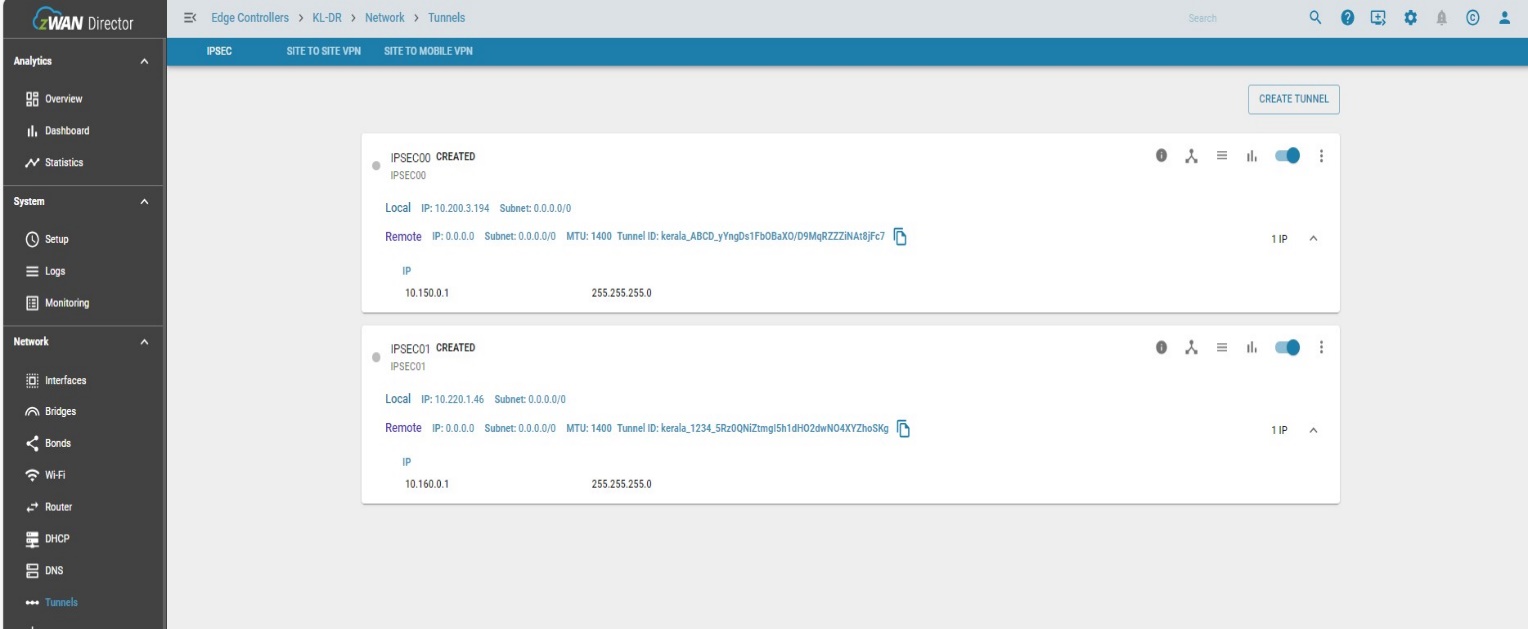 zWAN Director
Edge Controllers > KL-DR > Network > Tunnels
Search
IPSEC SITE TO SITE VPN SITE TO MOBILE VPN
Analytics
Overview
Dashboard
Statistics
System
Setup
Logs
Monitoring
Network
Interfaces
Bridges
Bonds
Wi-Fi
Router
DHCP
DNS
Tunnels
CREATE TUNNEL
IPSEC00 CREATED
IPSEC00
Local IP: 10.200.3.194 Subnet: 0.0.0.0/0
Remote IP: 0.0.0.0 Subnet: 0.0.0.0/0 MTU: 1400 Tunnel ID: kerala_ABCD_yYngDs1FbOBaXO/D9MqRZZZiNAt8jFc7
1 IP
IP
10.150.0.1 255.255.255.0
IPSEC01 CREATED
IPSEC01
Local IP: 10.220.1.46 Subnet: 0.0.0.0/0
Remote IP: 0.0.0.0 Subnet: 0.0.0.0/0 MTU: 1400 Tunnel ID: kerala_1234_5Rz0QNiZtmgI5h1dHO2dwNO4XYZhoSKg
1 IP
IP
10.160.0.1 255.255.255.0